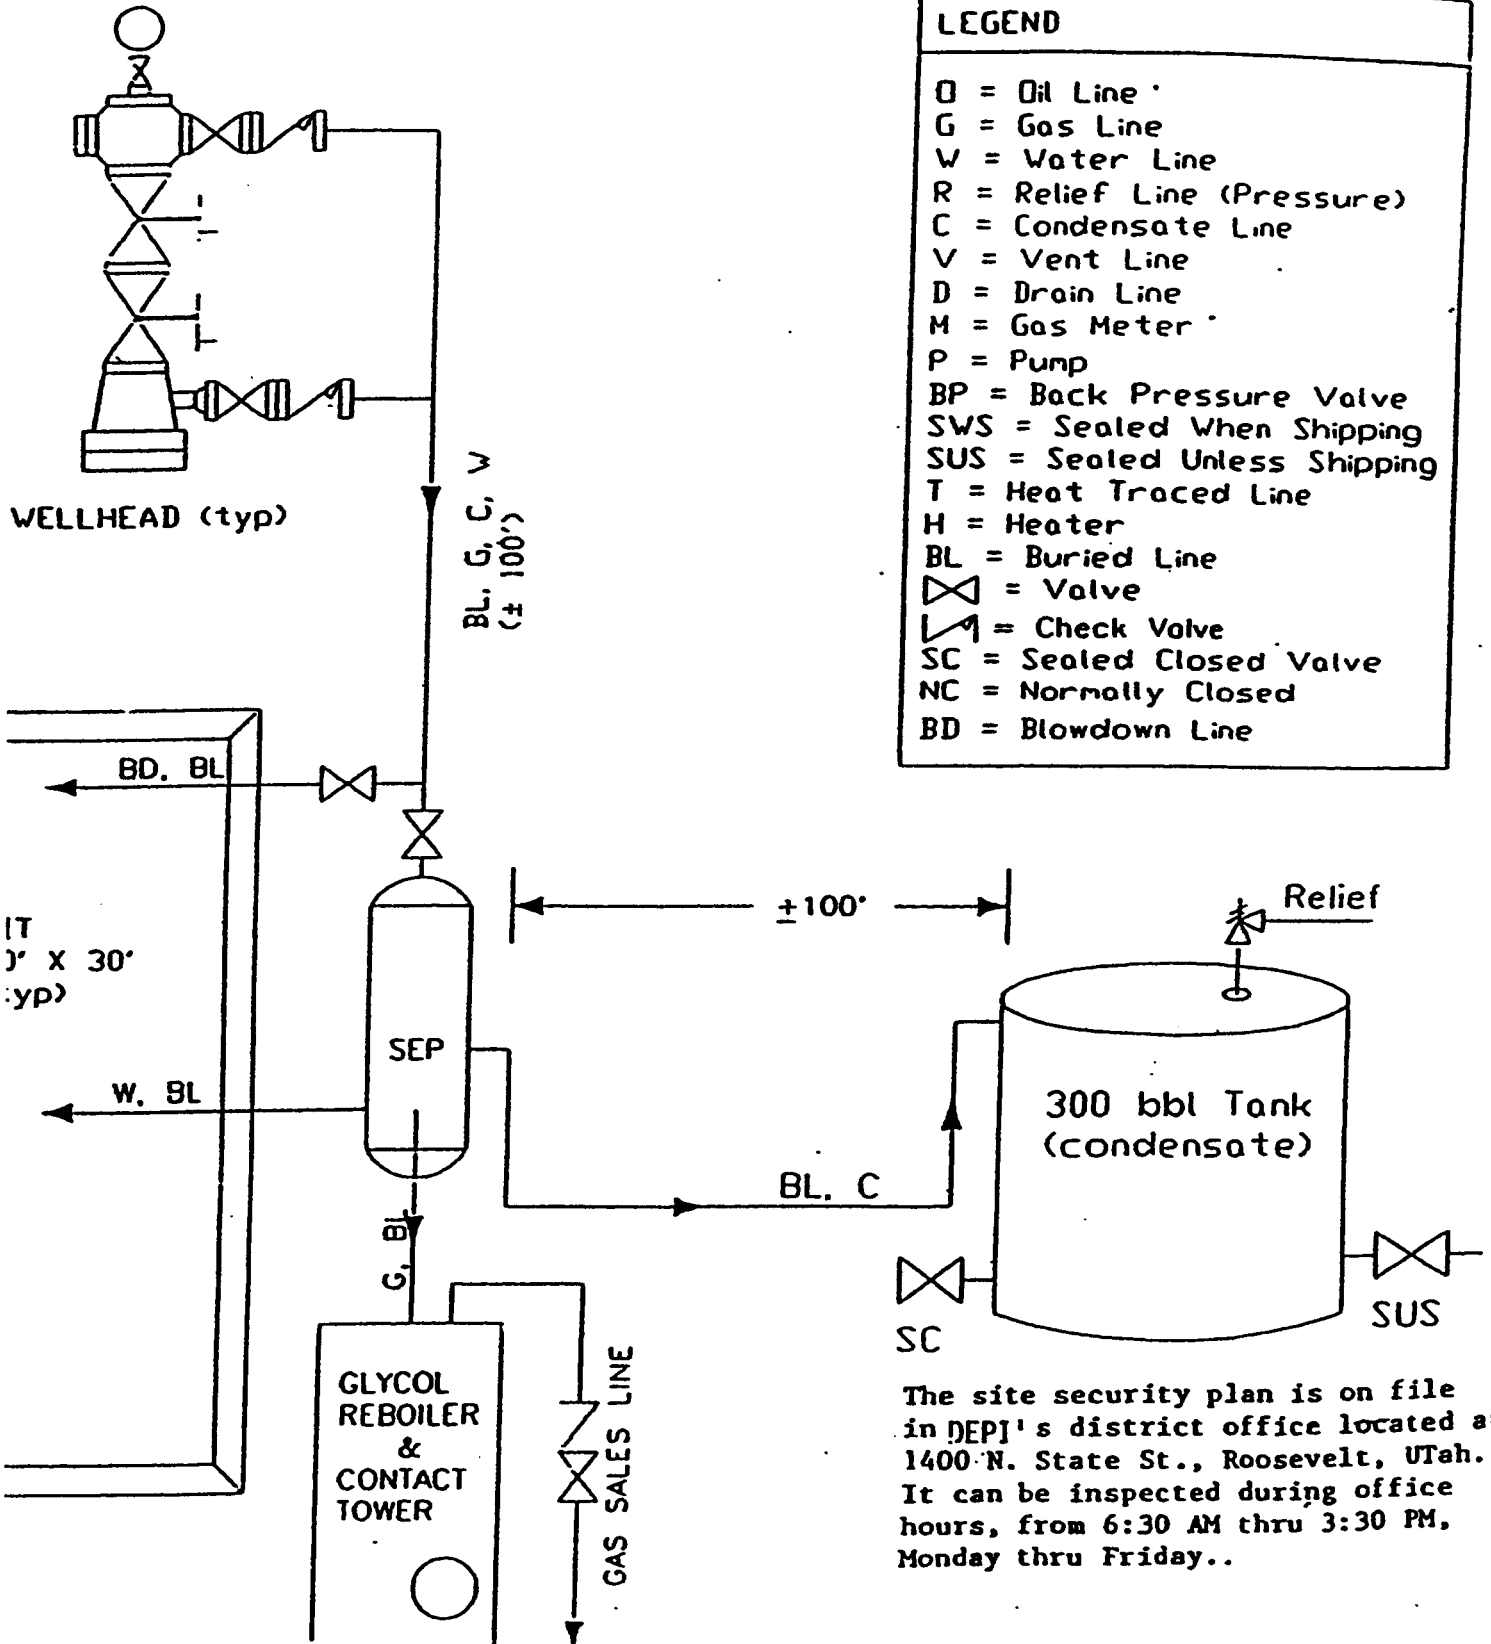 LEGEND
O = Oil Line
G = Gas Line
W = Water Line
R = Relief Line (Pressure)
C = Condensate Line
V = Vent Line
D = Drain Line
M = Gas Meter
P = Pump
BP = Back Pressure Valve
SWS = Sealed When Shipping
SUS = Sealed Unless Shipping
T = Heat Traced Line
H = Heater
BL = Buried Line
= Valve
= Check Valve
SC = Sealed Closed Valve
NC = Normally Closed
BD = Blowdown Line
WELLHEAD (typ)
BL, G, C, W
(± 100')
BD, BL
±100'
Relief
IT
0' X 30'
typ)
SEP
W, BL
300 bbl Tank
(condensate)
BL, C
G, BL
SC
SUS
GLYCOL
REBOILER
&
CONTACT
TOWER
GAS SALES LINE
The site security plan is on file
in DEPI's district office located a
1400 N. State St., Roosevelt, UTah.
It can be inspected during office
hours, from 6:30 AM thru 3:30 PM,
Monday thru Friday..